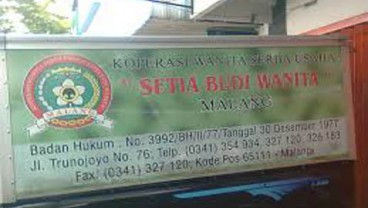 KOPERASI WANITA SERBA USAHA
" SETIA BUDI WANITA "
MALANG
MALANG
Badan Hukum . No. 3992/BH/II/77/Tanggal 30 Desember 1977
Jl. Trunojoyo No. 76, Telp. (0341) 354 934, 327 120, 326 183
Fax: (0341) 327 120, Kode Pos 65111 - Malang